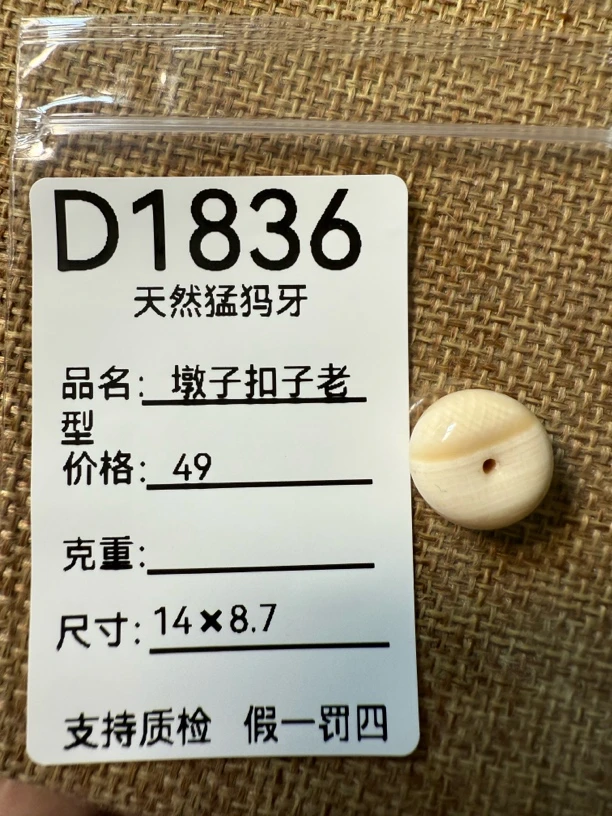 D1836
天然猛犸牙
品名: 墩子扣子老
型
价格: 49
克重:
尺寸: 14×8.7
支持质检 假一罚四